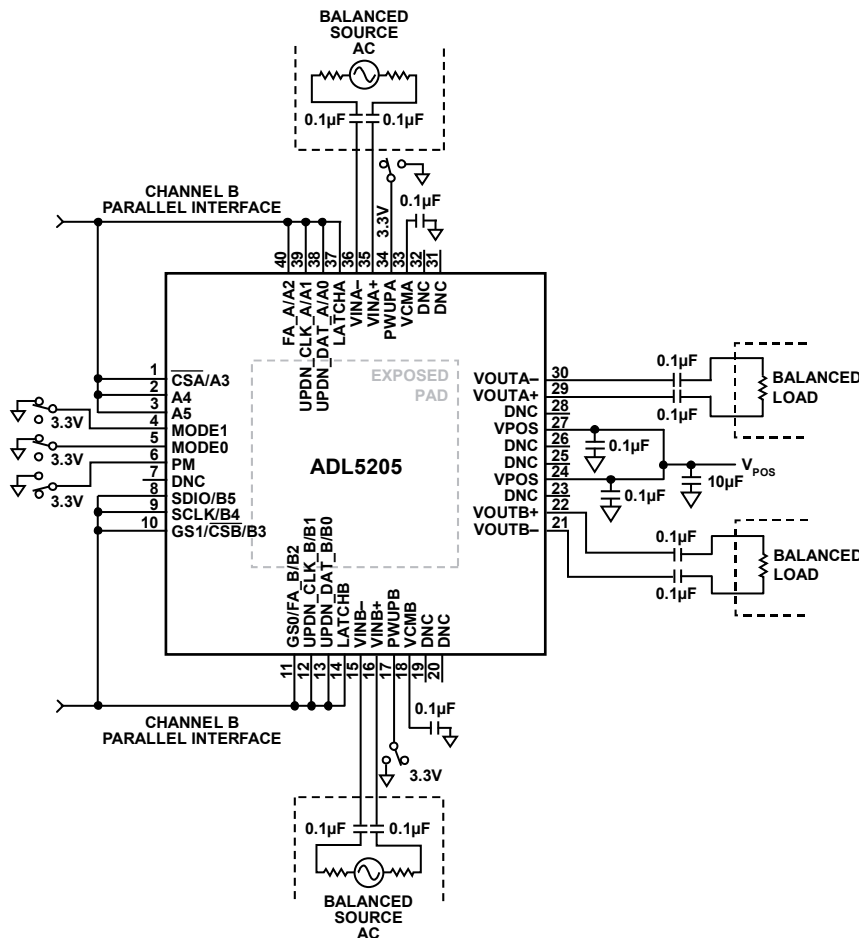 BALANCED
SOURCE
AC
0.1µF
0.1µF
CHANNEL B
PARALLEL INTERFACE
3.3V
0.1µF
40
39
38
37
36
35
34
33
32
31
FA_A/A2
UPDN_CLK_A/A1
UPDN_DAT_A/A0
LATCHA
VINA–
VINA+
PWUPA
VCMA
DNC
DNC
1
CSA/A3
2
A4
3
A5
4
MODE1
5
MODE0
6
PM
7
DNC
8
SDIO/B5
9
SCLK/B4
10
GS1/CSB/B3
3.3V
3.3V
3.3V
EXPOSED
PAD
ADL5205
VOUTA– 30
VOUTA+ 29
DNC 28
VPOS 27
DNC 26
DNC 25
VPOS 24
DNC 23
VOUTB+ 22
VOUTB– 21
0.1µF
0.1µF
BALANCED
LOAD
0.1µF
0.1µF
10µF
VPOS
0.1µF
0.1µF
BALANCED
LOAD
GS0/FA_B/B2
UPDN_CLK_B/B1
UPDN_DAT_B/B0
LATCHB
VINB–
VINB+
PWUPB
VCMB
DNC
DNC
11
12
13
14
15
16
17
18
19
20
CHANNEL B
PARALLEL INTERFACE
0.1µF
3.3V
0.1µF
0.1µF
BALANCED
SOURCE
AC